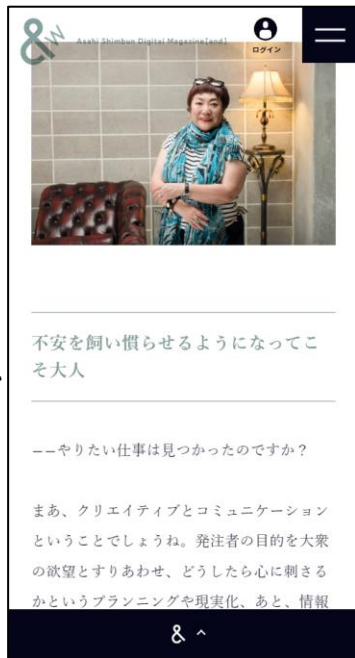 &w
Asahi Shimbun Digital Magazine[and]
ログイン
不安を飼い慣らせるようになってこ
そ大人
――やりたい仕事は見つかったのですか？
まあ、クリエイティブとコミュニケーション
ということでしょうね。発注者の目的を大衆
の欲望とすりあわせ、どうしたら心に刺さる
かというプランニングや現実化、あと、情報
&